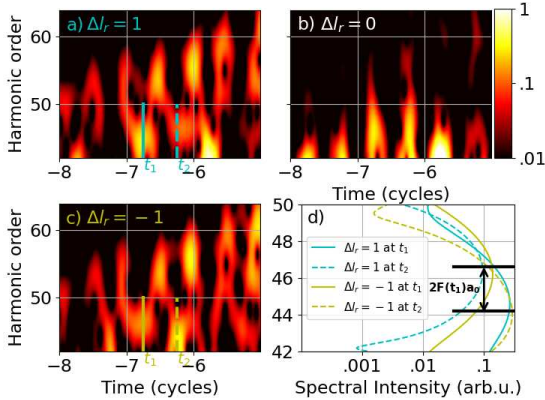 a) Δl_r = 1
b) Δl_r = 0
Harmonic order
60
50
t_1
t_2
-8
-7
-6
-8
-7
-6
Time (cycles)
1
.1
.01
c) Δl_r = −1
Harmonic order
60
50
t_1
t_2
-8
-7
-6
Time (cycles)
d)
50
48
46
44
42
Δl_r = 1 at t_1
Δl_r = 1 at t_2
Δl_r = −1 at t_1
Δl_r = −1 at t_2
2F(t_1)a_0
.001
.01
.1
Spectral Intensity (arb.u.)